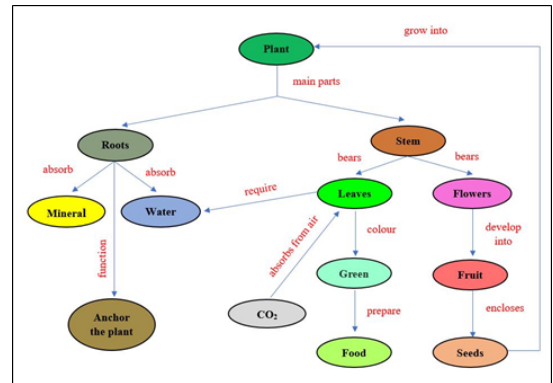 grow into
Plant
main parts
Roots
Stem
absorb
absorb
bears
bears
Mineral
Water
require
Leaves
Flowers
function
absorbs from air
colour
develop
into
Green
Fruit
Anchor
the plant
CO₂
prepare
encloses
Food
Seeds